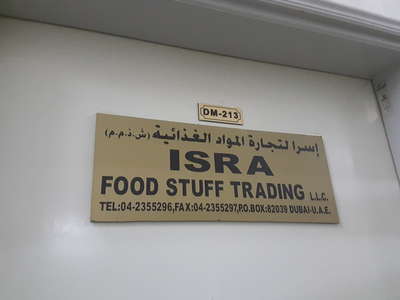 DM-213
إسرا لتجارة المواد الغذائية (ش.ذ.م.م)
ISRA
FOOD STUFF TRADING L.L.C.
TEL:04-2355296,FAX:04-2355297,P.O.BOX:82039 DUBAI-U.A.E.